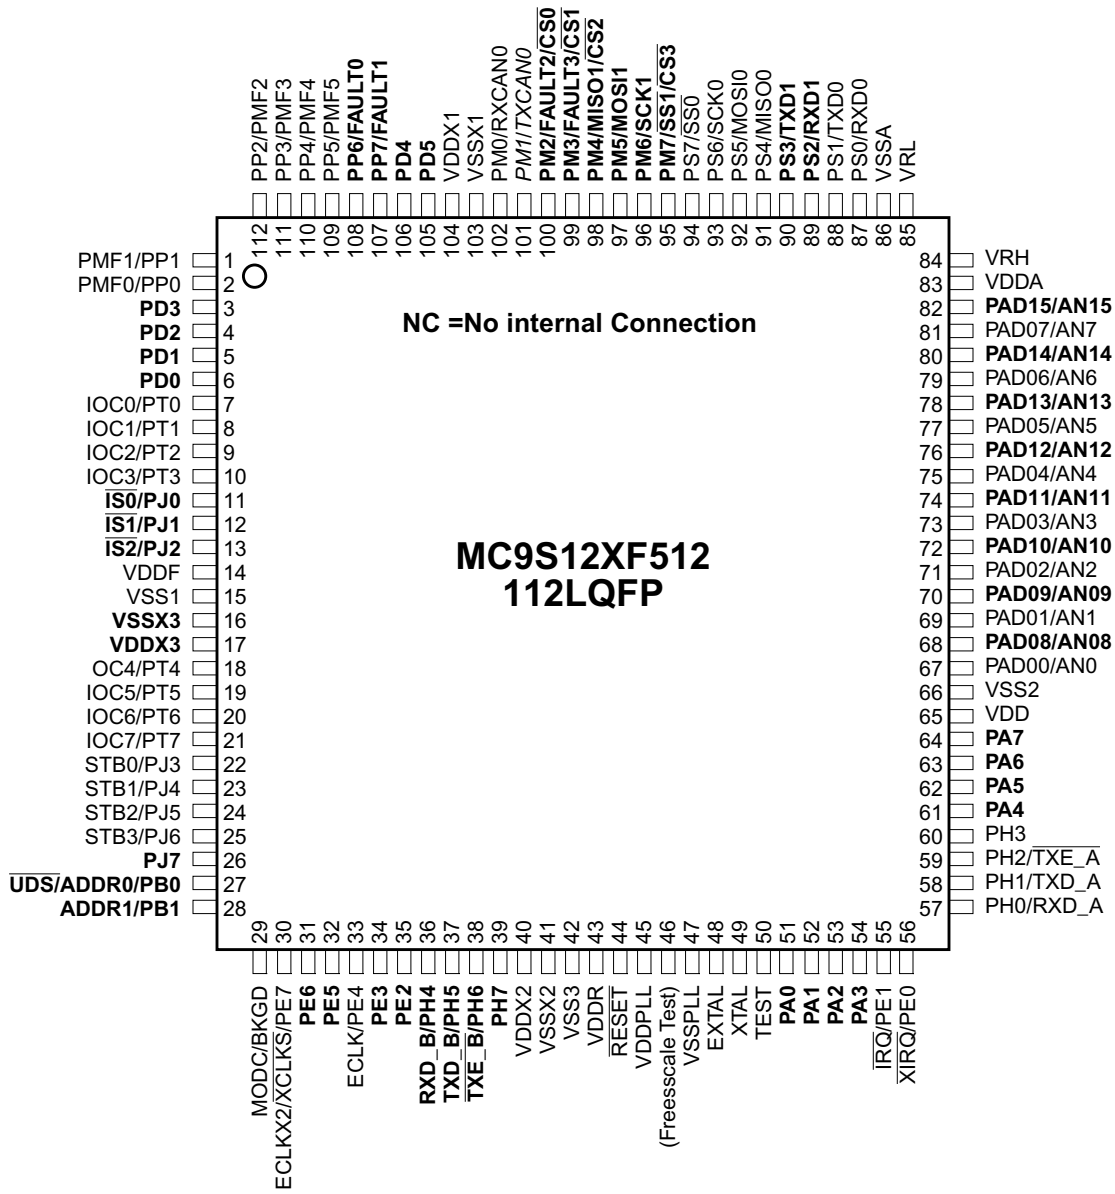 PP2/PMF2
PP3/PMF3
PP4/PMF4
PP5/PMF5
PP6/FAULT0
PP7/FAULT1
PD4
PD5
VDDX1
VSSX1
PM0/RXCAN0
PM1/TXCAN0
PM2/FAULT2/CS0
PM3/FAULT3/CS1
PM4/MISO1/CS2
PM5/MOSI1
PM6/SCK1
PM7/SS1/CS3
PS7/SS0
PS6/SCK0
PS5/MOSI0
PS4/MISO0
PS3/TXD1
PS2/RXD1
PS1/TXD0
PS0/RXD0
VSSA
VRL
112
111
110
109
108
107
106
105
104
103
102
101
100
99
98
97
96
95
94
93
92
91
90
89
88
87
86
85
PMF1/PP1 1
PMF0/PP0 2
PD3 3
PD2 4
PD1 5
PD0 6
IOC0/PT0 7
IOC1/PT1 8
IOC2/PT2 9
IOC3/PT3 10
IS0/PJ0 11
IS1/PJ1 12
IS2/PJ2 13
VDDF 14
VSS1 15
VSSX3 16
VDDX3 17
OC4/PT4 18
IOC5/PT5 19
IOC6/PT6 20
IOC7/PT7 21
STB0/PJ3 22
STB1/PJ4 23
STB2/PJ5 24
STB3/PJ6 25
PJ7 26
UDS/ADDR0/PB0 27
ADDR1/PB1 28
NC =No internal Connection
MC9S12XF512
112LQFP
84 VRH
83 VDDA
82 PAD15/AN15
81 PAD07/AN7
80 PAD14/AN14
79 PAD06/AN6
78 PAD13/AN13
77 PAD05/AN5
76 PAD12/AN12
75 PAD04/AN4
74 PAD11/AN11
73 PAD03/AN3
72 PAD10/AN10
71 PAD02/AN2
70 PAD09/AN09
69 PAD01/AN1
68 PAD08/AN08
67 PAD00/AN0
66 VSS2
65 VDD
64 PA7
63 PA6
62 PA5
61 PA4
60 PH3
59 PH2/TXE_A
58 PH1/TXD_A
57 PH0/RXD_A
29
30
31
32
33
34
35
36
37
38
39
40
41
42
43
44
45
46
47
48
49
50
51
52
53
54
55
56
MODC/BKGD
ECLKX2/XCLKS/PE7
PE6
PE5
ECLK/PE4
PE3
PE2
RXD_B/PH4
TXD_B/PH5
TXE_B/PH6
PH7
VDDX2
VSSX2
VSS3
VDDR
RESET
VDDPLL
(Freesscale Test)
VSSPLL
EXTAL
XTAL
TEST
PA0
PA1
PA2
PA3
IRQ/PE1
XIRQ/PE0